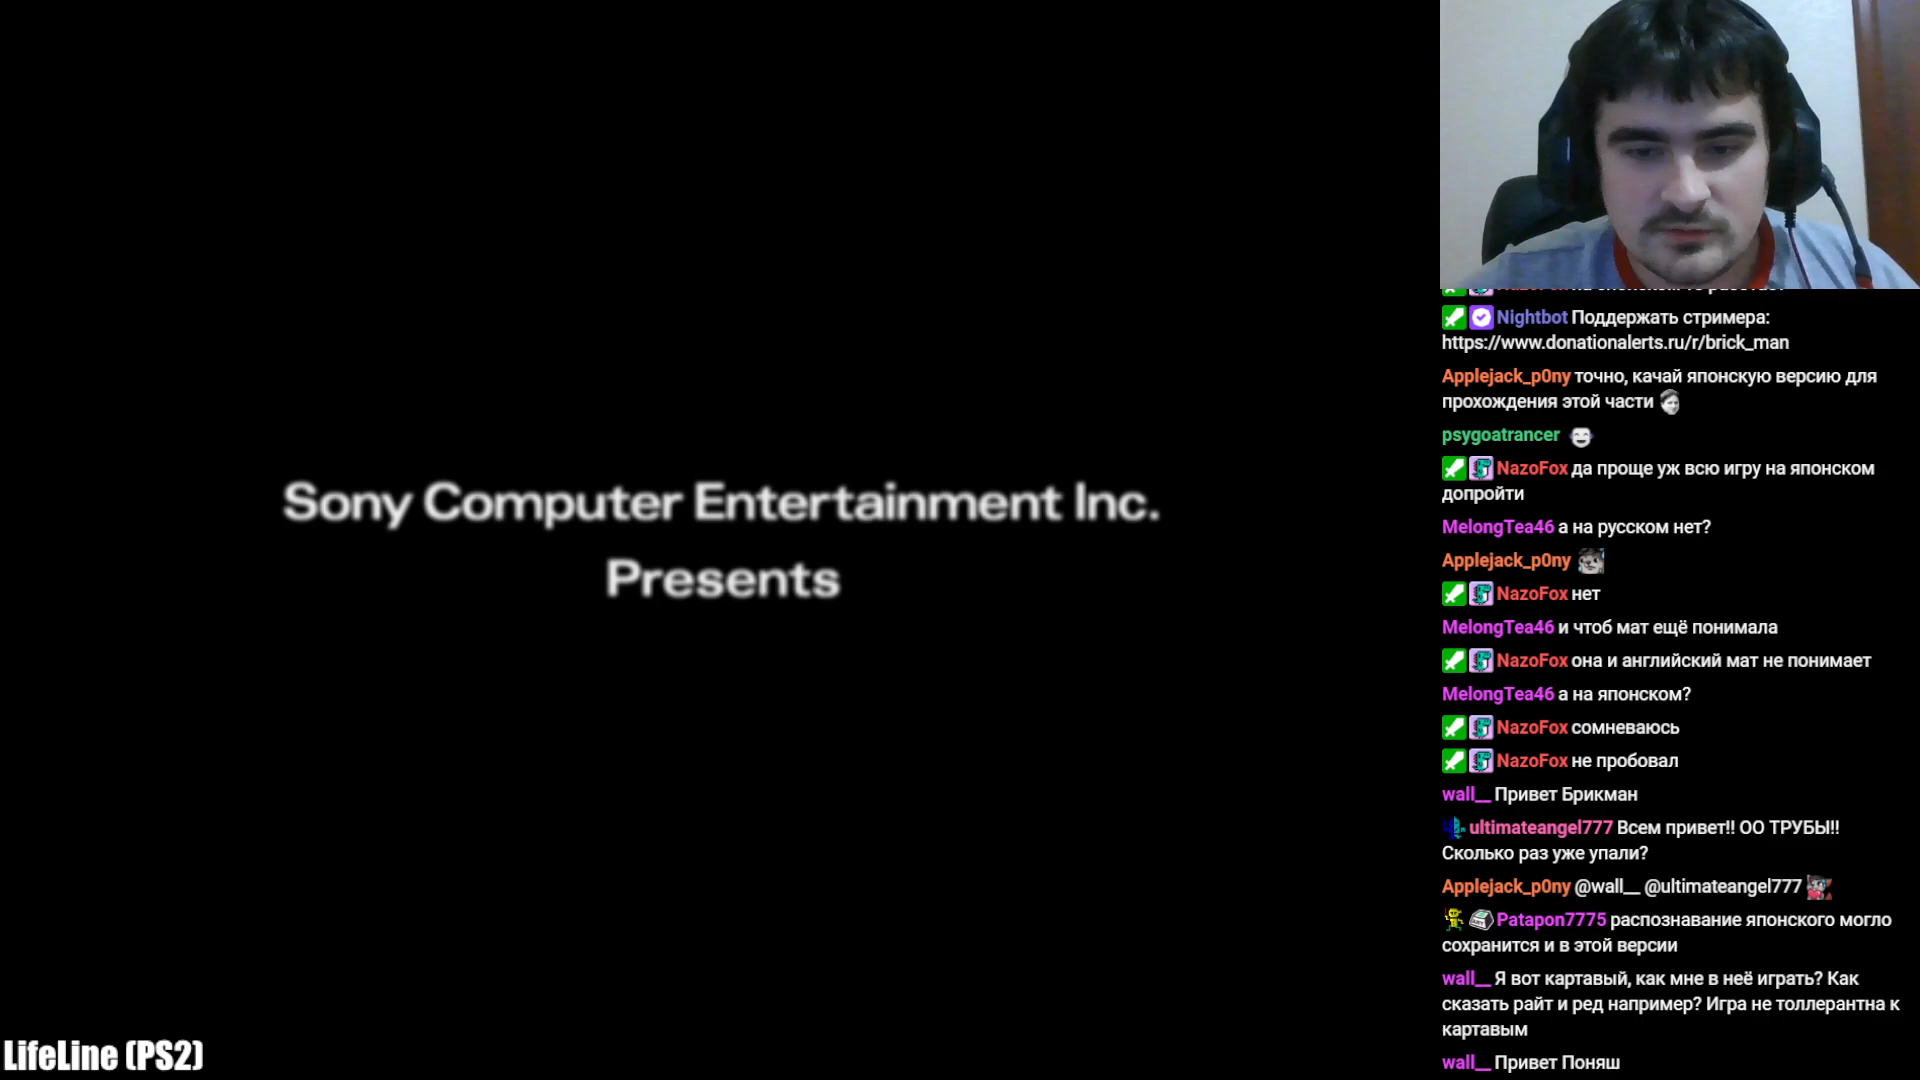 Sony Computer Entertainment Inc.
Presents
LifeLine (PS2)
Nightbot Поддержать стримера:
https://www.donationalerts.ru/r/brick_man
Applejack_p0ny точно, качай японскую версию для
прохождения этой части
psygoatrancer
NazoFox да проще уж всю игру на японском
допройти
MelongTea46 а на русском нет?
Applejack_p0ny
NazoFox нет
MelongTea46 и чтоб мат ещё понимала
NazoFox она и английский мат не понимает
MelongTea46 а на японском?
NazoFox сомневаюсь
NazoFox не пробовал
wall__ Привет Брикман
ultimateangel777 Всем привет!! ОО ТРУБЫ!!
Сколько раз уже упали?
Applejack_p0ny @wall__ @ultimateangel777
Patapon7775 распознавание японского могло
сохранится и в этой версии
wall__ Я вот картавый, как мне в неё играть? Как
сказать райт и ред например? Игра не толлерантна к
картавым
wall__ Привет Поняш